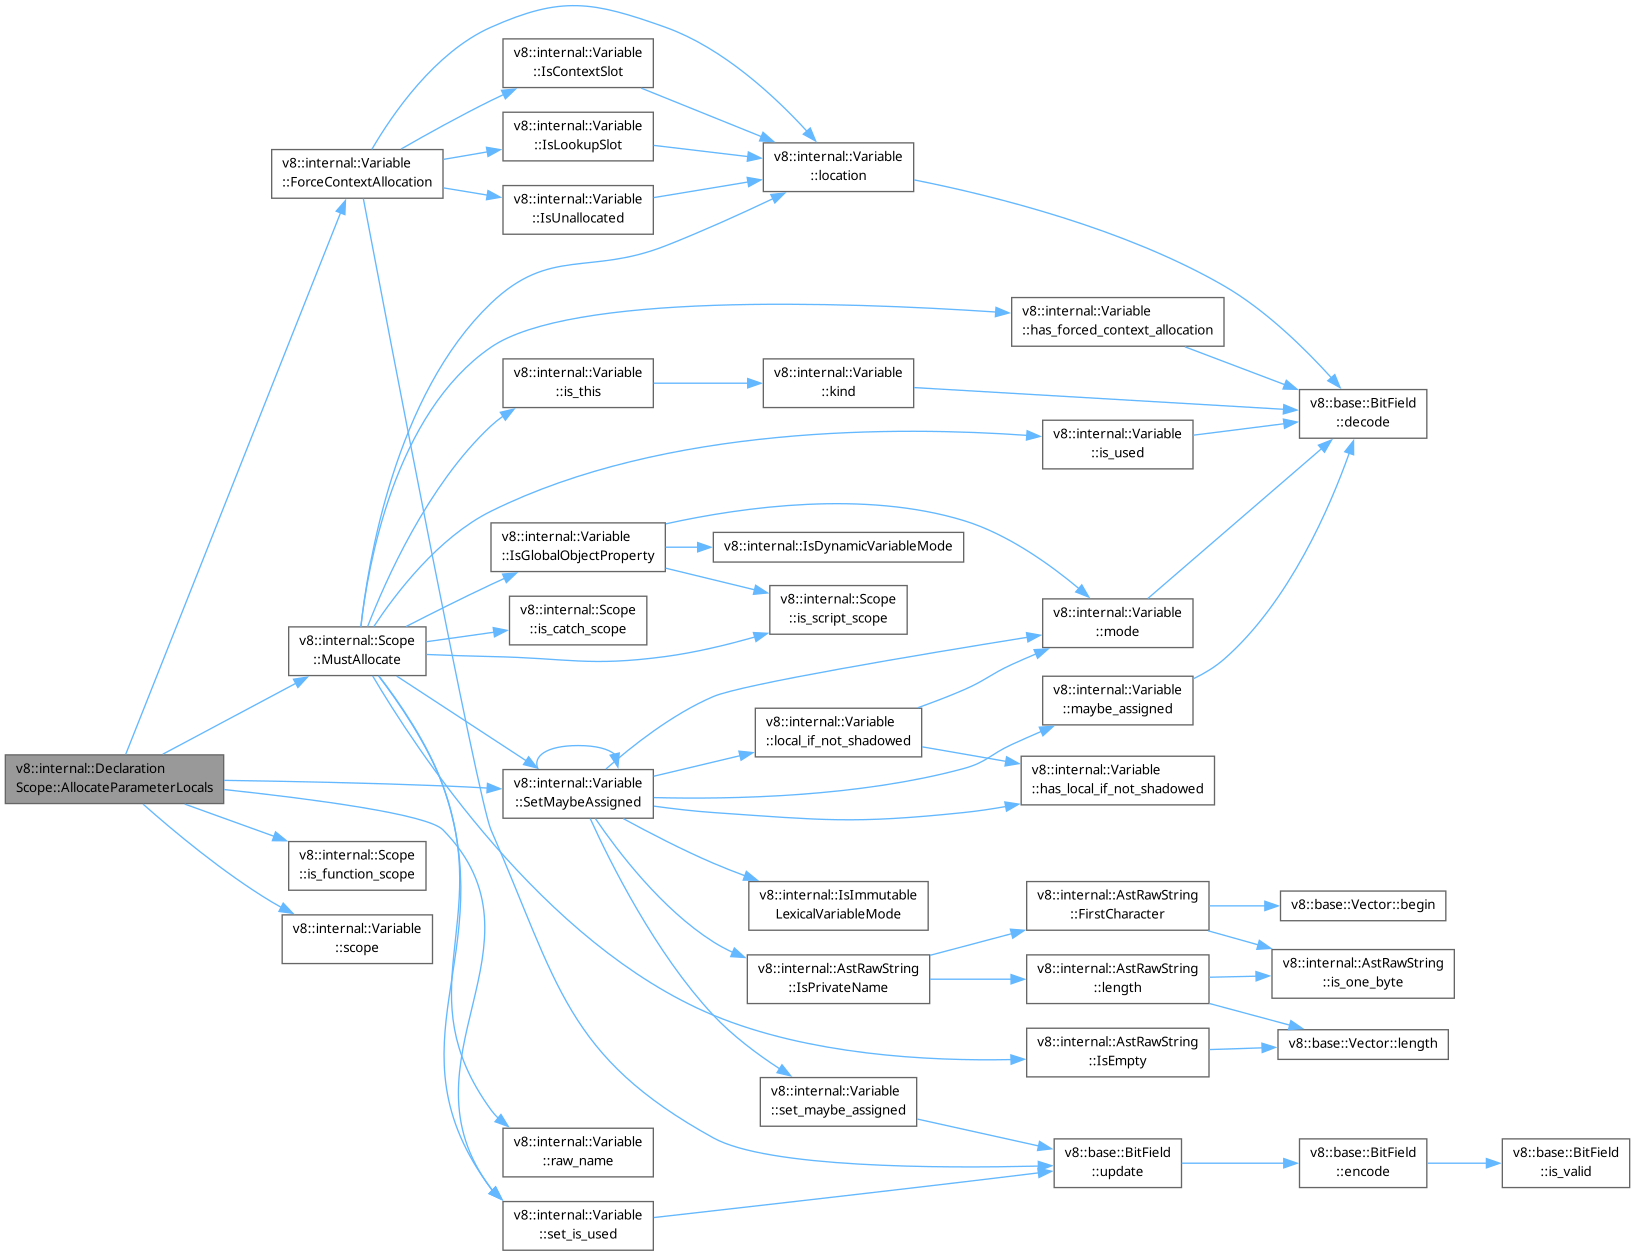 v8::internal::Declaration
Scope::AllocateParameterLocals
v8::internal::Variable
::ForceContextAllocation
v8::internal::Variable
::IsContextSlot
v8::internal::Variable
::IsLookupSlot
v8::internal::Variable
::IsUnallocated
v8::internal::Variable
::location
v8::internal::Variable
::has_forced_context_allocation
v8::internal::Variable
::is_this
v8::internal::Variable
::kind
v8::base::BitField
::decode
v8::internal::Variable
::is_used
v8::internal::Variable
::IsGlobalObjectProperty
v8::internal::IsDynamicVariableMode
v8::internal::Scope
::is_catch_scope
v8::internal::Scope
::is_script_scope
v8::internal::Variable
::mode
v8::internal::Scope
::MustAllocate
v8::internal::Variable
::maybe_assigned
v8::internal::Variable
::local_if_not_shadowed
v8::internal::Variable
::SetMaybeAssigned
v8::internal::Variable
::has_local_if_not_shadowed
v8::internal::Scope
::is_function_scope
v8::internal::Variable
::scope
v8::internal::IsImmutable
LexicalVariableMode
v8::internal::AstRawString
::FirstCharacter
v8::base::Vector::begin
v8::internal::AstRawString
::IsPrivateName
v8::internal::AstRawString
::length
v8::internal::AstRawString
::is_one_byte
v8::internal::AstRawString
::IsEmpty
v8::base::Vector::length
v8::internal::Variable
::set_maybe_assigned
v8::internal::Variable
::raw_name
v8::base::BitField
::update
v8::base::BitField
::encode
v8::base::BitField
::is_valid
v8::internal::Variable
::set_is_used